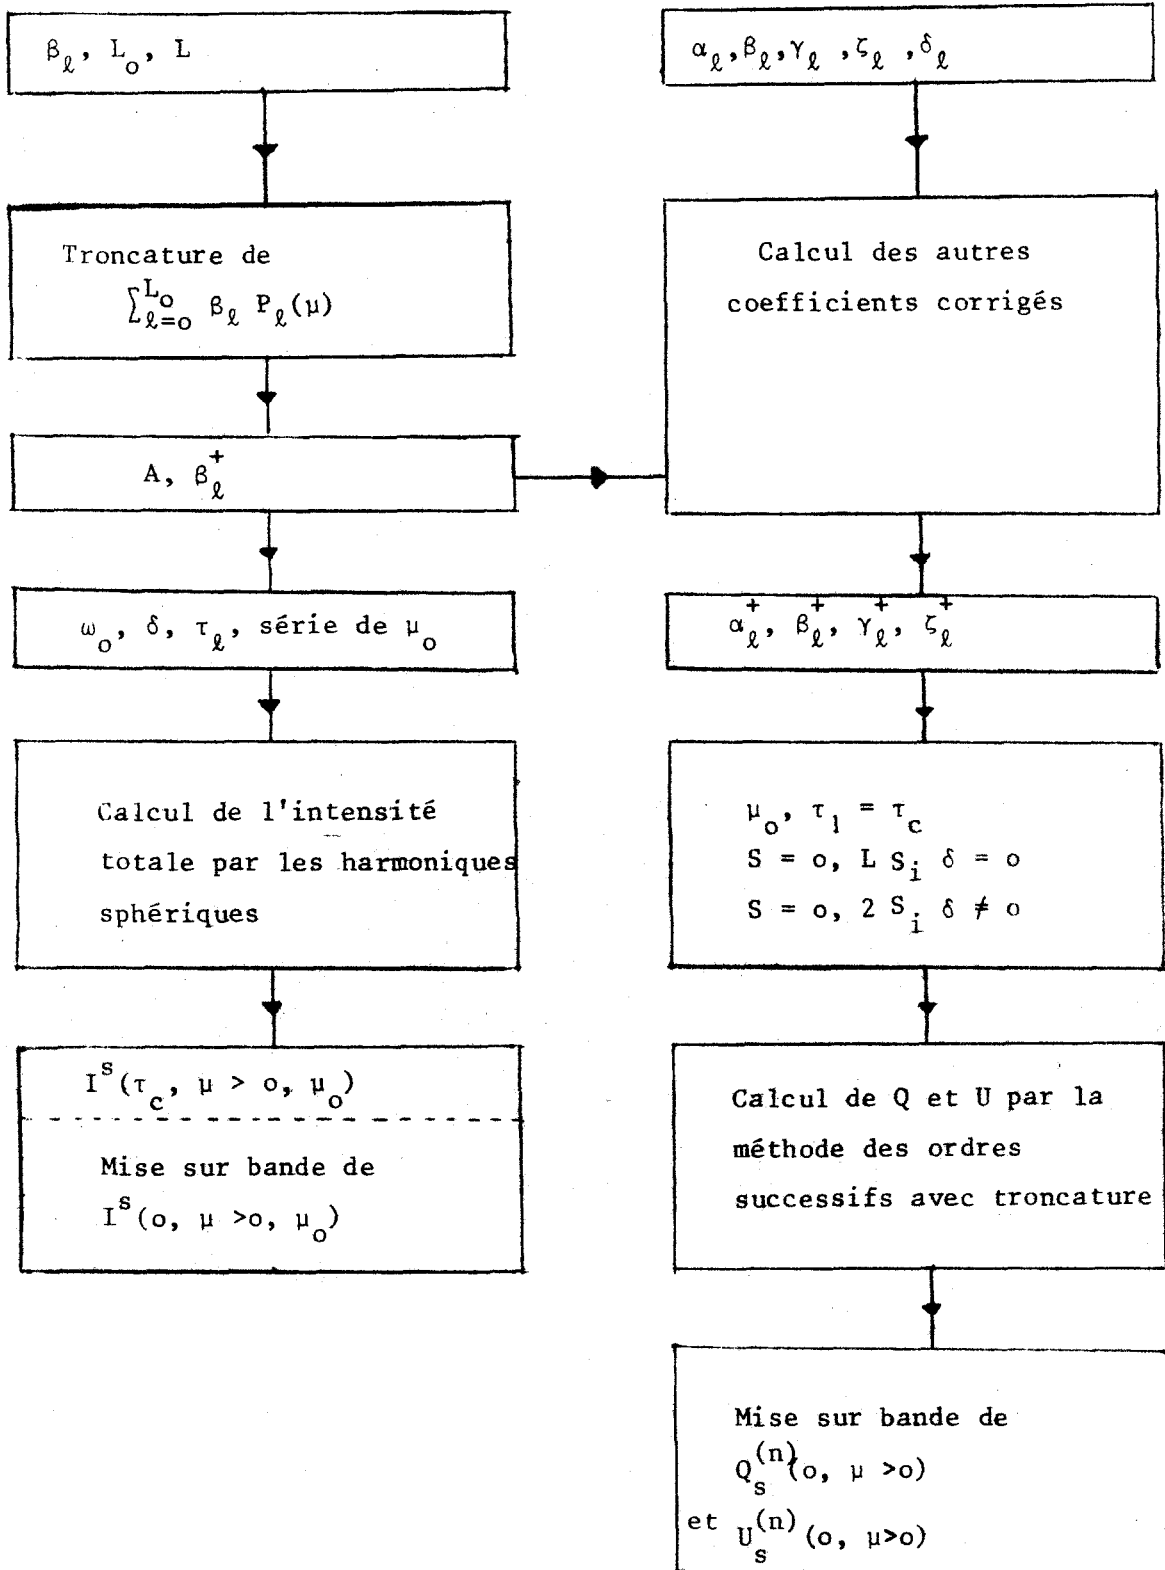 β_ℓ, L_o, L
Troncature de
∑_{ℓ=o}^{L_o} β_ℓ P_ℓ(μ)
A, β_ℓ^+
ω_o, δ, τ_ℓ, série de μ_o
Calcul de l'intensité
totale par les harmoniques
sphériques
I^s(τ_c, μ > o, μ_o)
Mise sur bande de
I^s(o, μ >o, μ_o)
α_ℓ,β_ℓ,γ_ℓ ,ζ_ℓ ,δ_ℓ
Calcul des autres
coefficients corrigés
α_ℓ^+, β_ℓ^+, γ_ℓ^+, ζ_ℓ^+
μ_o, τ_1 = τ_c
S = o, L S_i δ = o
S = o, 2 S_i δ ≠ o
Calcul de Q et U par la
méthode des ordres
successifs avec troncature
Mise sur bande de
Q_s^(n)(o, μ >o)
et U_s^(n)(o, μ>o)